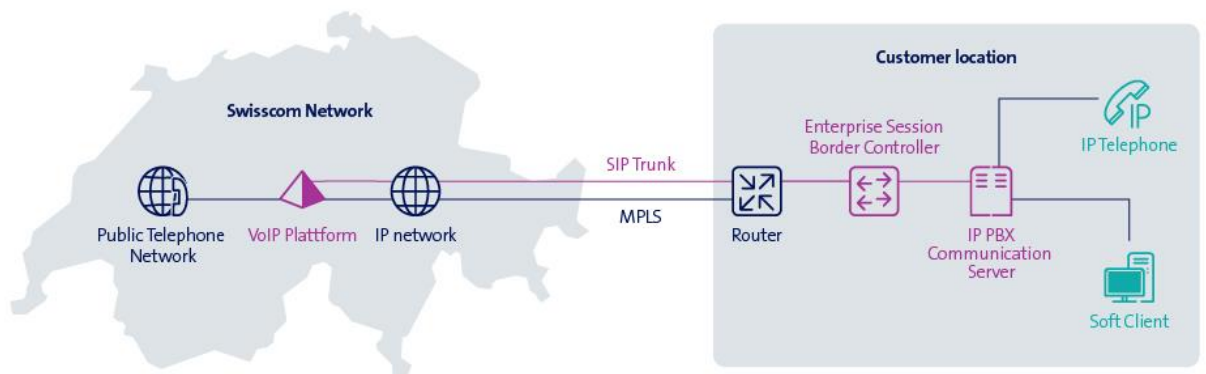 Customer location
Swisscom Network
Enterprise Session
Border Controller
IP
IP Telephone
SIP Trunk
MPLS
Public Telephone
Network
VoIP Plattform
IP network
Router
IP PBX
Communication
Server
Soft Client